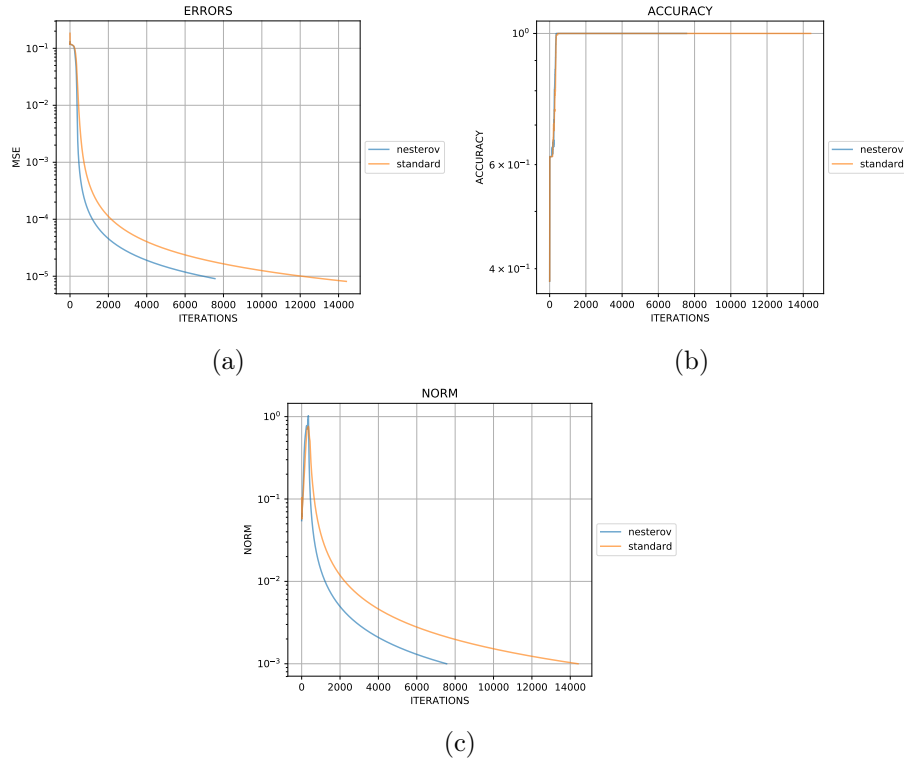 ERRORS
10⁻¹
10⁻²
10⁻³
10⁻⁴
10⁻⁵
MSE
0 2000 4000 6000 8000 10000 12000 14000
ITERATIONS
nesterov
standard
(a)
ACCURACY
10⁰
6 × 10⁻¹
4 × 10⁻¹
ACCURACY
0 2000 4000 6000 8000 10000 12000 14000
ITERATIONS
nesterov
standard
(b)
NORM
10⁰
10⁻¹
10⁻²
10⁻³
NORM
0 2000 4000 6000 8000 10000 12000 14000
ITERATIONS
nesterov
standard
(c)